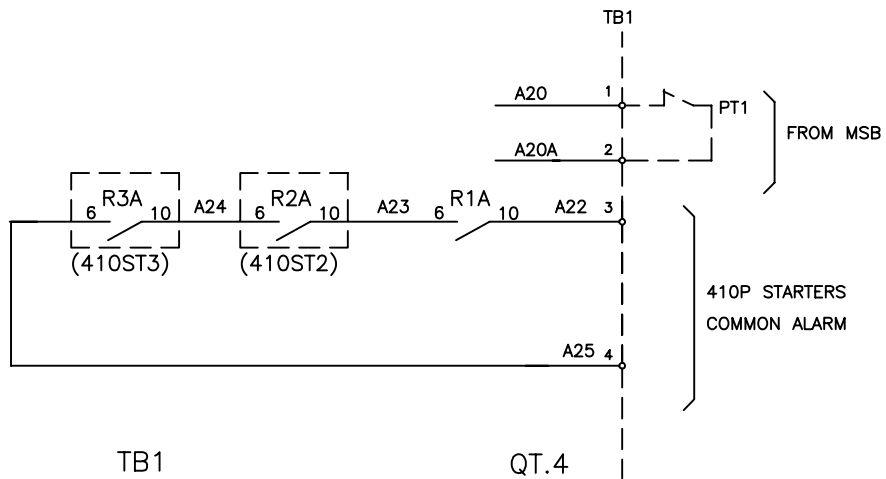 TB1
A20 1
PT1
FROM MSB
A20A 2
R3A R2A R1A
6 10 A24 6 10 A23 6 10 A22 3
(410ST3) (410ST2)
410P STARTERS
COMMON ALARM
A25 4
TB1 QT.4